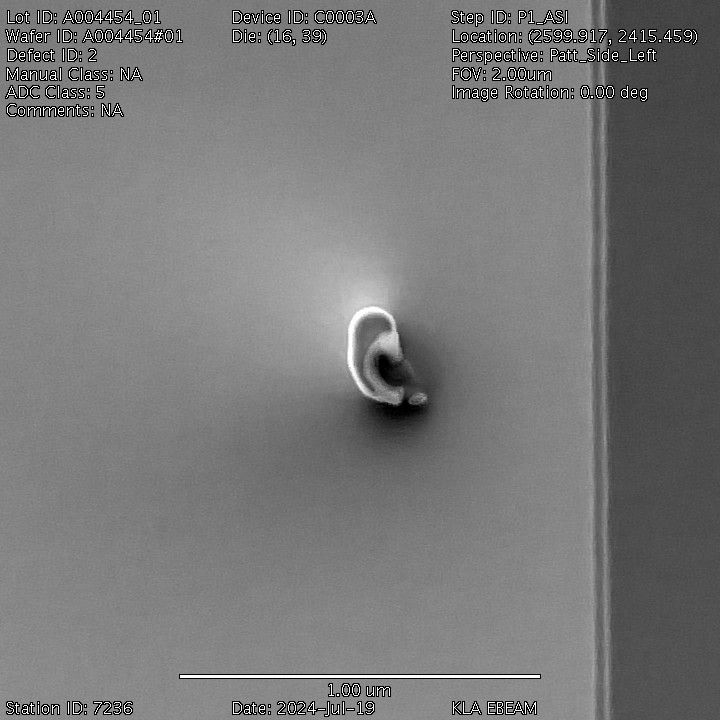 Lot ID: A004454_01 Device ID: C0003A Step ID: P1_ASI
Wafer ID: A004454#01 Die: (16, 39) Location: (2599.917, 2415.459)
Defect ID: 2 Perspective: Patt_Side_Left
Manual Class: NA FOV: 2.00um
ADC Class: 5 Image Rotation: 0.00 deg
Comments: NA
1.00 um
Station ID: 7236 Date: 2024-Jul-19 KLA EBEAM